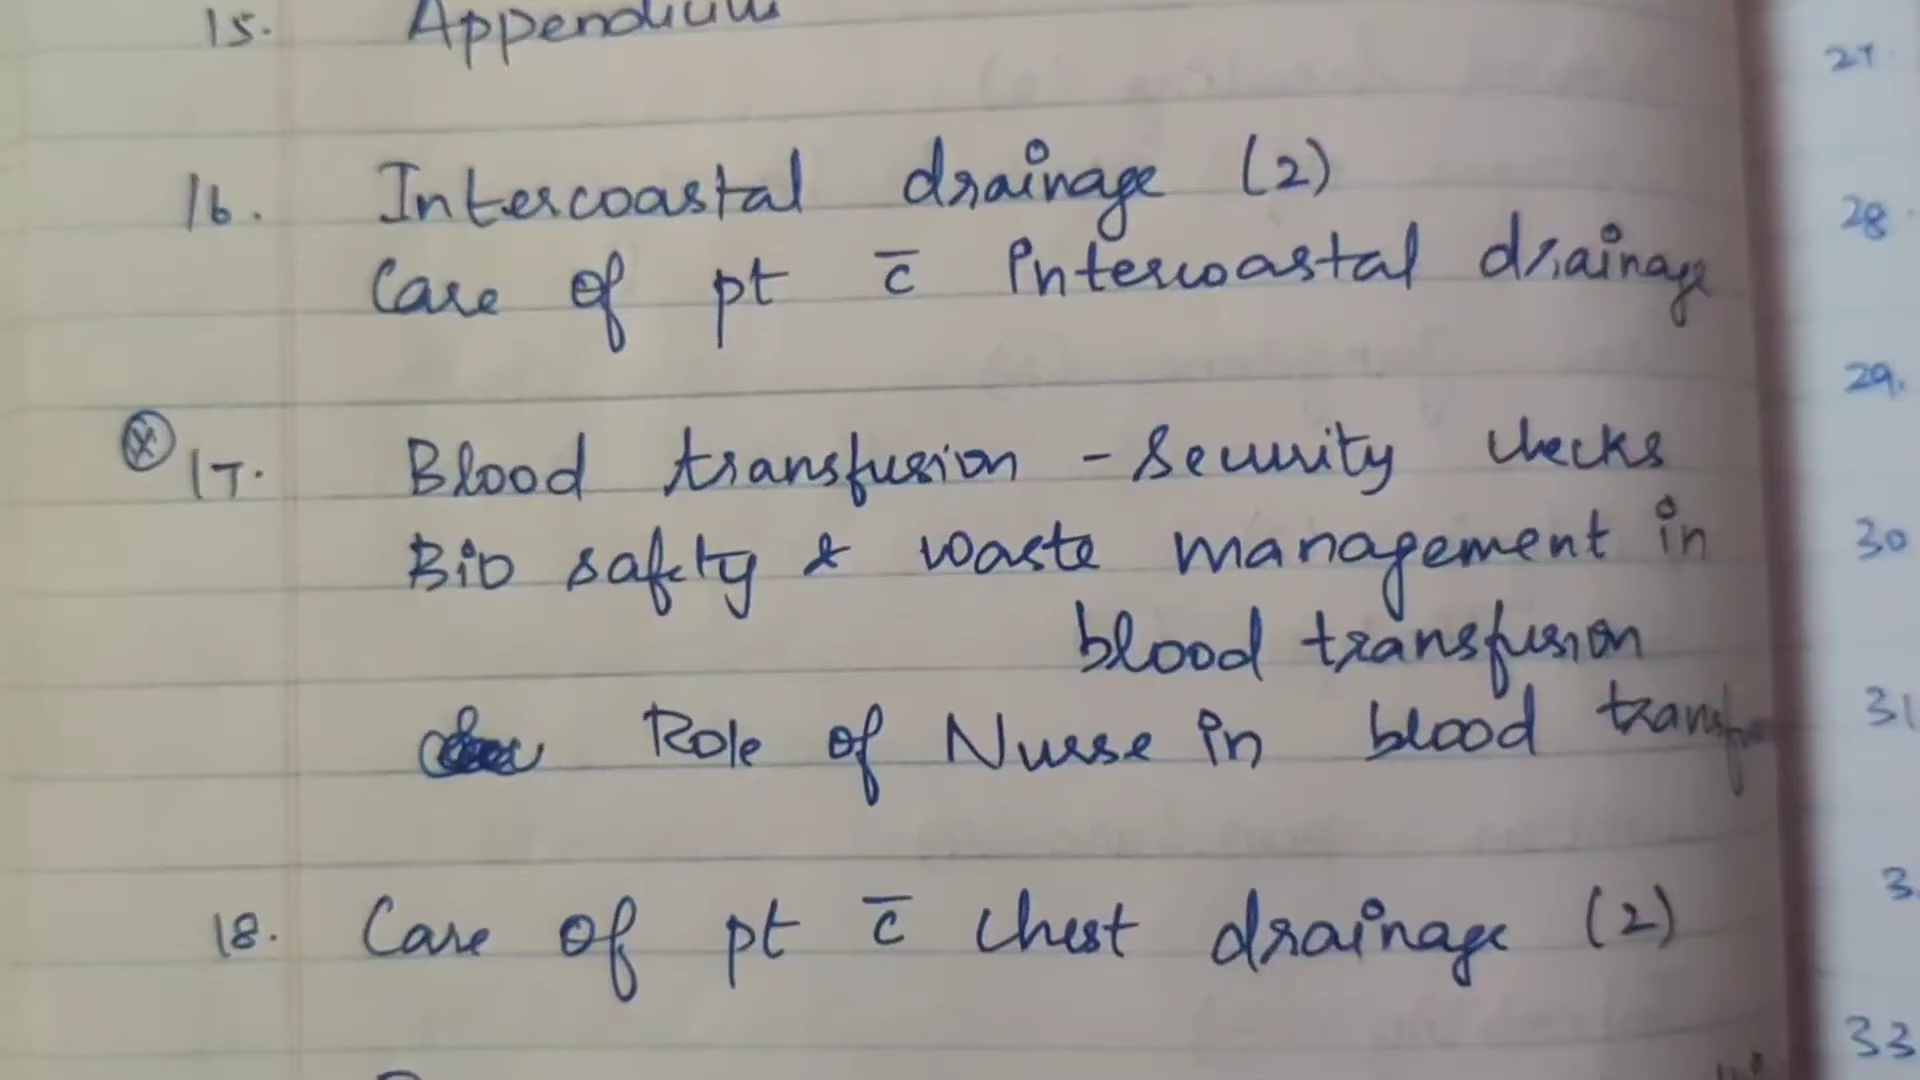 15. Appendicular
16. Intercoastal drainage (2)
Care of pt c̅ Intercoastal drainage
17. Blood transfusion - Security checks
Bio safety & waste management in
blood transfusion
Role of Nurse in blood
18. Care of pt c̅ chest drainage (2)
27.
28.
29.
30
31
33